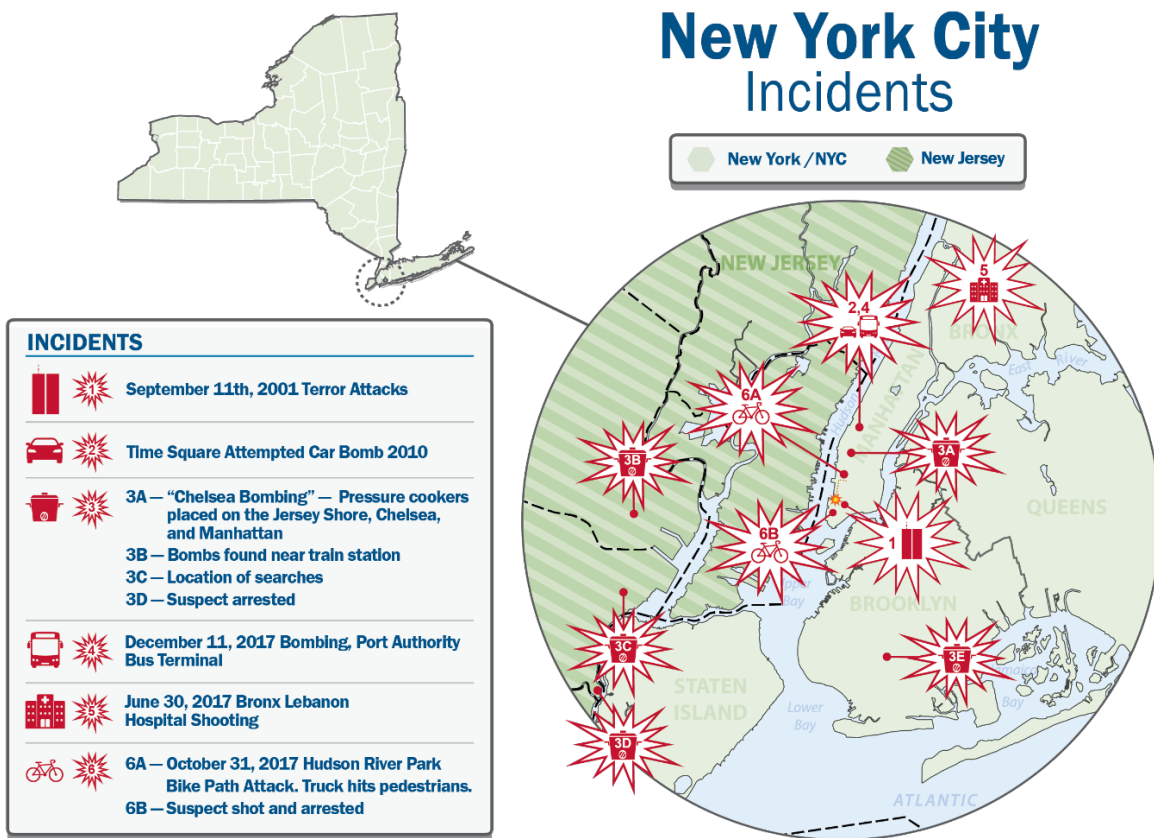 New York City
Incidents
New York / NYC
New Jersey
INCIDENTS
1
September 11th, 2001 Terror Attacks
2
Time Square Attempted Car Bomb 2010
3
3A — “Chelsea Bombing” — Pressure cookers
placed on the Jersey Shore, Chelsea,
and Manhattan
3B — Bombs found near train station
3C — Location of searches
3D — Suspect arrested
4
December 11, 2017 Bombing, Port Authority
Bus Terminal
5
June 30, 2017 Bronx Lebanon
Hospital Shooting
6
6A — October 31, 2017 Hudson River Park
Bike Path Attack. Truck hits pedestrians.
6B — Suspect shot and arrested
NEW JERSEY
5
2,4
BRONX
East River
Hudson
MANHATTAN
6A
3B
3A
QUEENS
6B
1
Upper
Bay
BROOKLYN
3C
3E
Jamaica
Bay
STATEN
ISLAND
Lower
Bay
3D
ATLANTIC